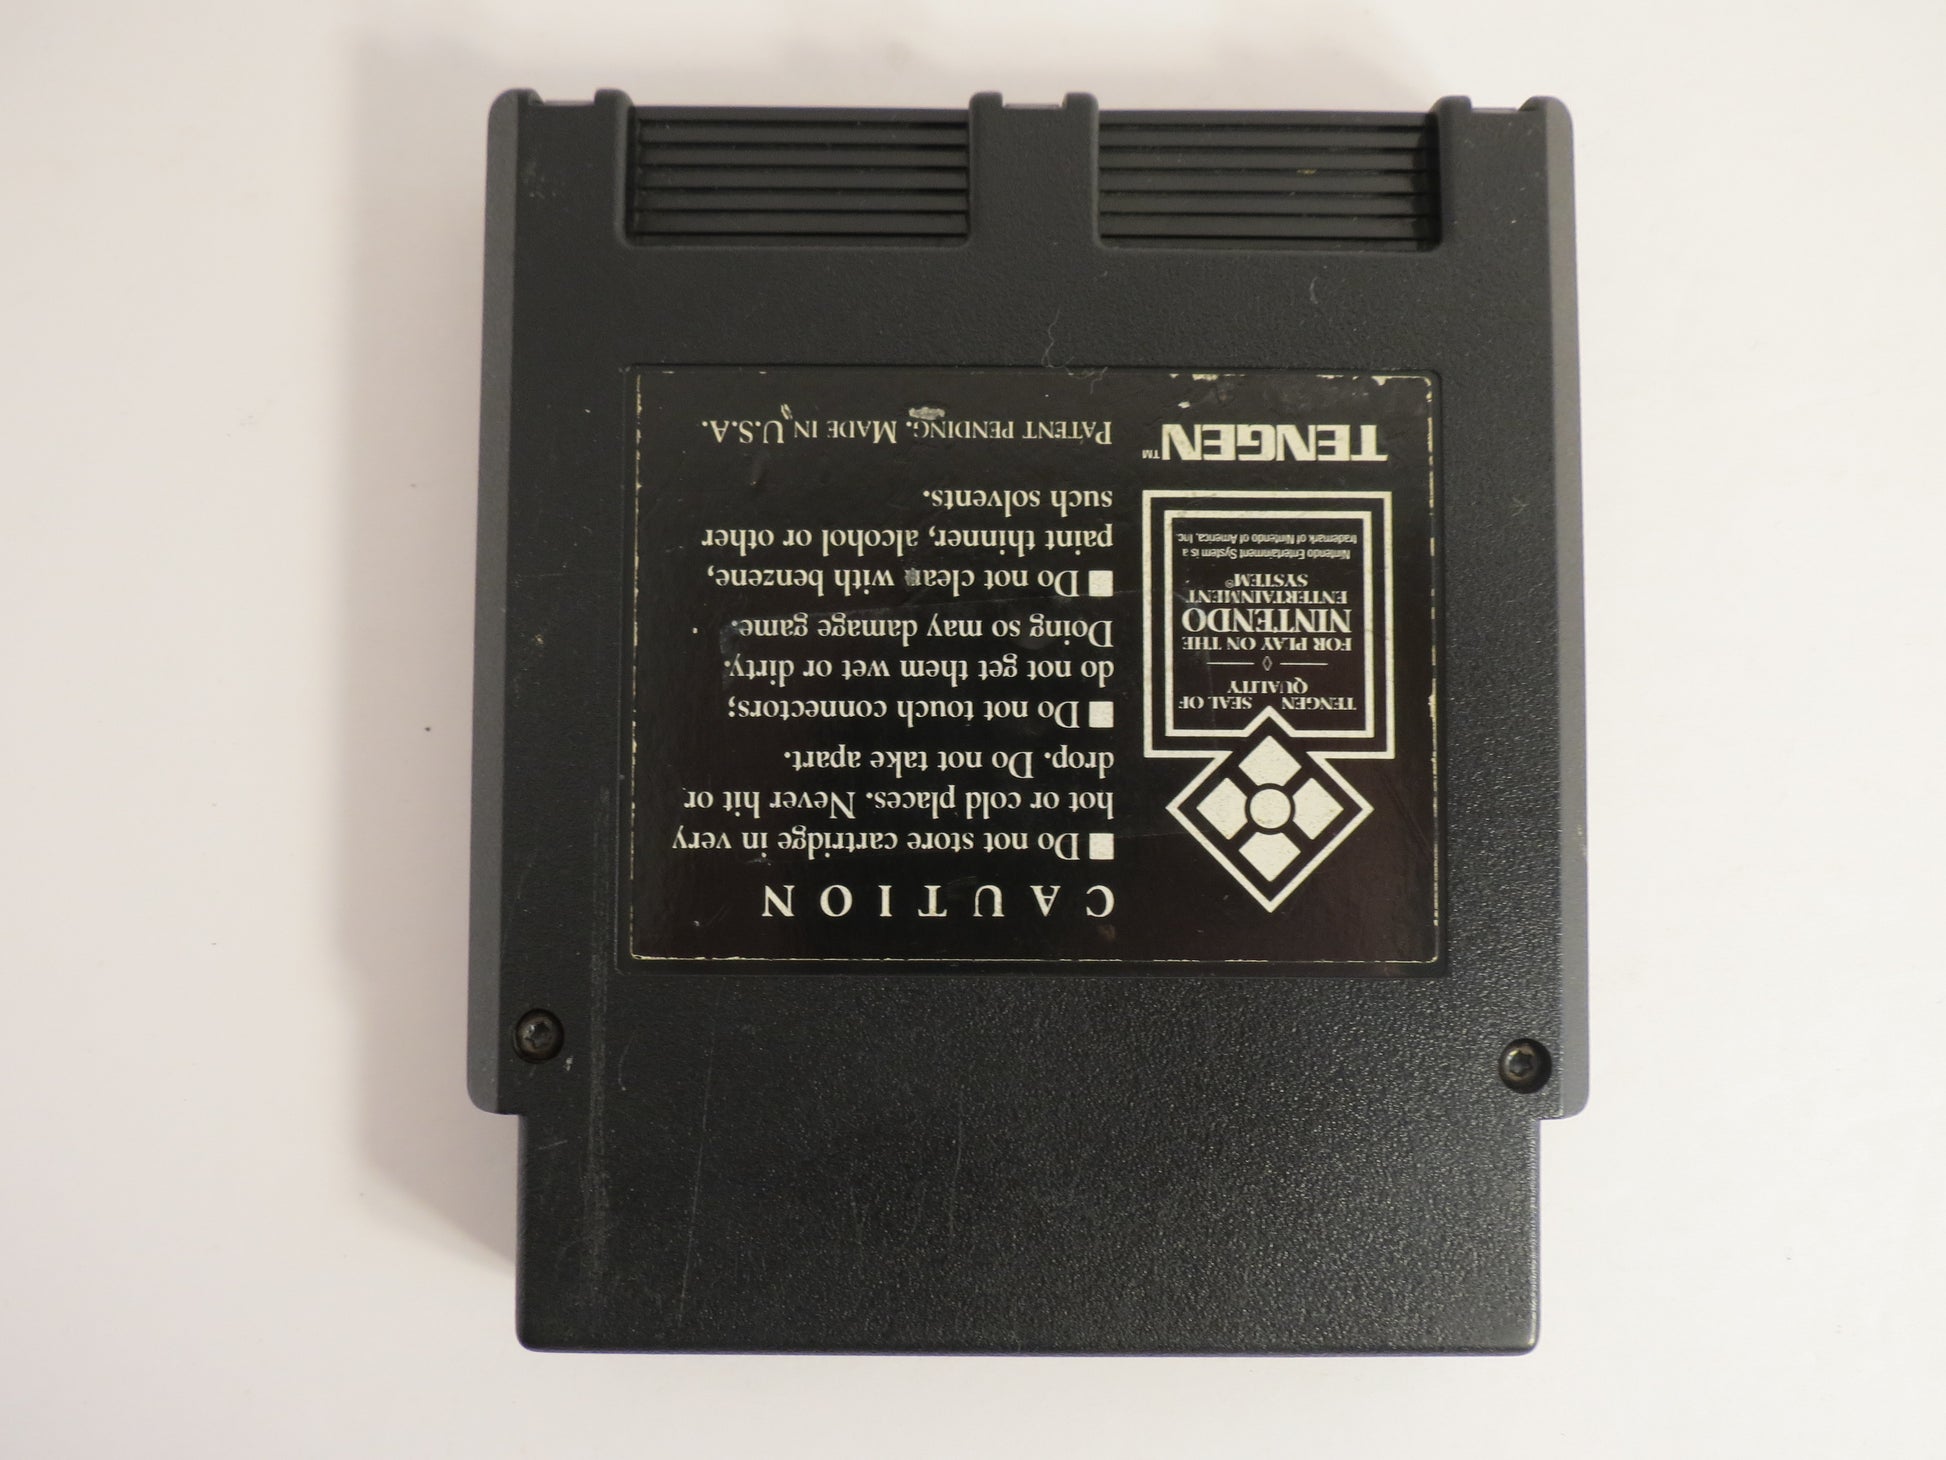 CAUTION
■ Do not store cartridge in very
hot or cold places. Never hit or
drop. Do not take apart.
■ Do not touch connectors;
do not get them wet or dirty.
Doing so may damage game.
■ Do not clean with benzene,
paint thinner, alcohol or other
such solvents.
PATENT PENDING. MADE IN U.S.A.
TENGEN SEAL OF
QUALITY
FOR PLAY ON THE
NINTENDO
ENTERTAINMENT
SYSTEM®
Nintendo Entertainment System is a
trademark of Nintendo of America, Inc.
TENGEN™